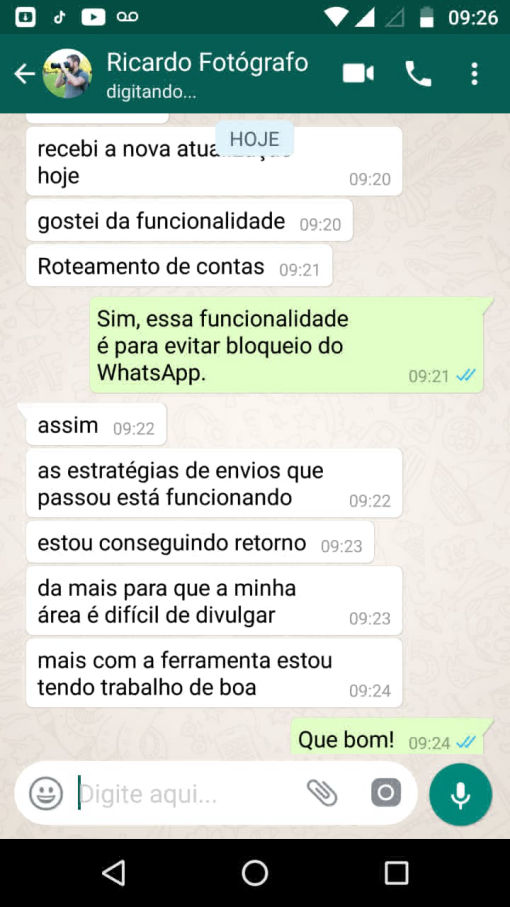 09:26
Ricardo Fotógrafo
digitando...
HOJE
recebi a nova
hoje 09:20
gostei da funcionalidade 09:20
Roteamento de contas 09:21
Sim, essa funcionalidade
é para evitar bloqueio do
WhatsApp. 09:21
assim 09:22
as estratégias de envios que
passou está funcionando 09:22
estou conseguindo retorno 09:23
da mais para que a minha
área é difícil de divulgar 09:23
mais com a ferramenta estou
tendo trabalho de boa 09:24
Que bom! 09:24
Digite aqui...